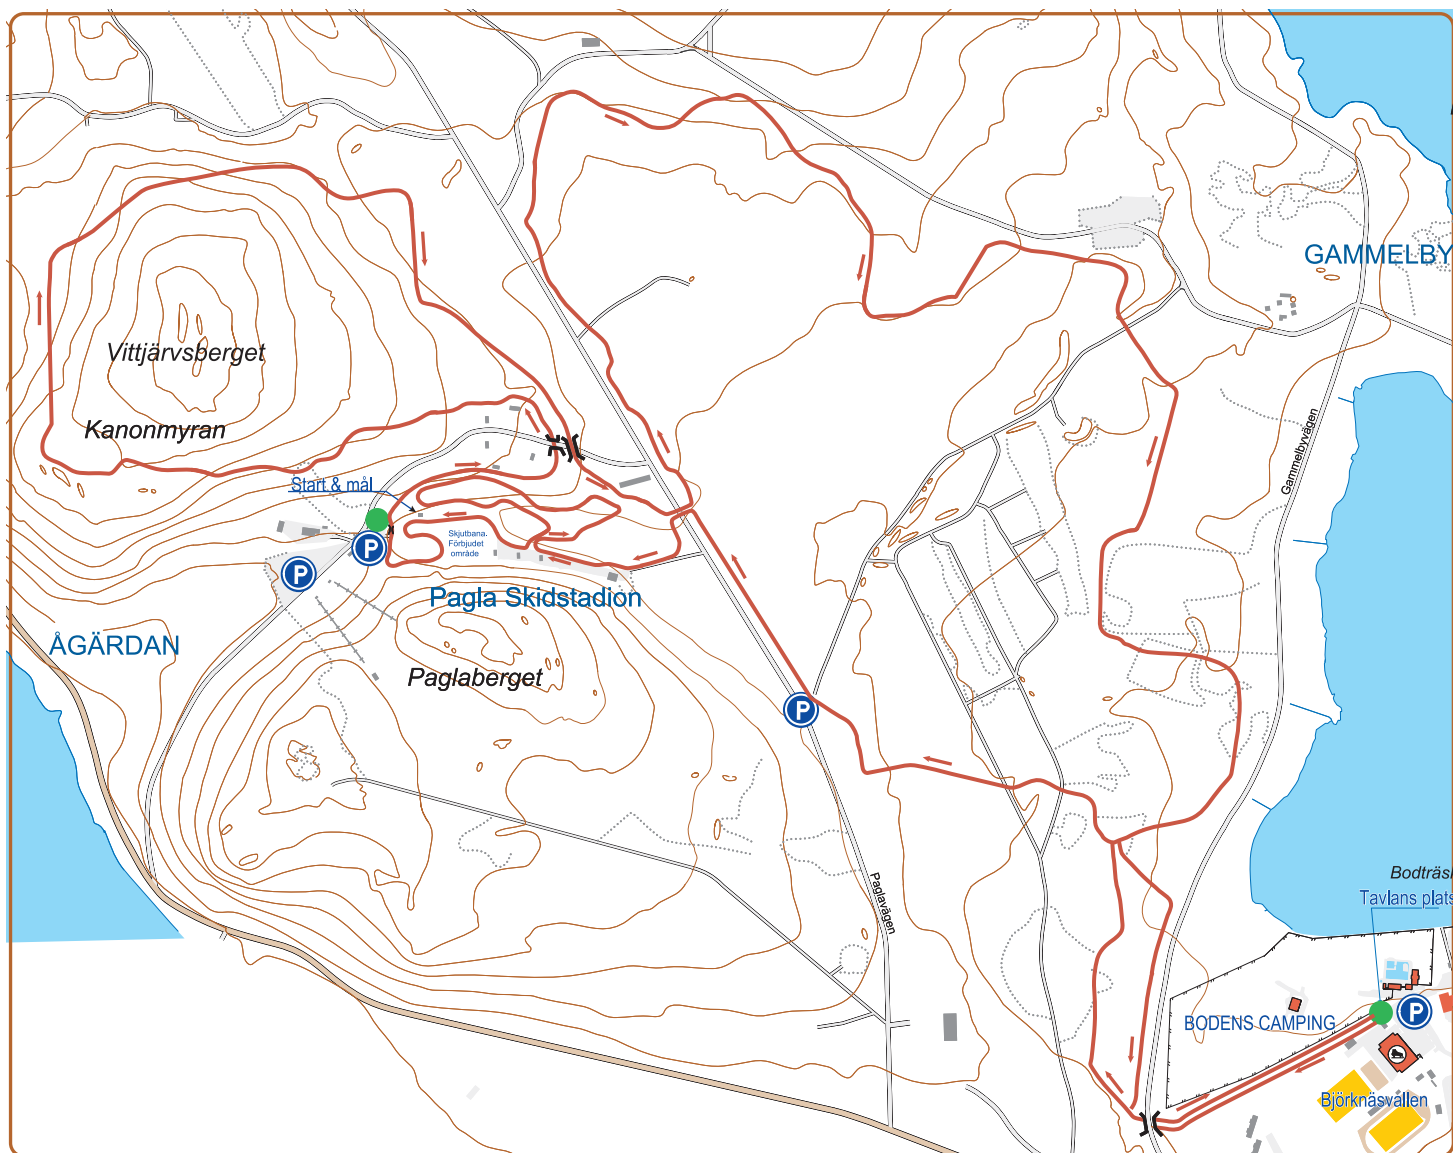 GAMMELBY
Vittjärvsberget
Kanonmyran
Gammelbyvägen
Start & mål
Skjutbana.
Förbjudet
område
P
P
Pagla Skidstadion
ÅGÄRDAN
Paglaberget
P
Paglavägen
Bodträs
Tavlans plats
P
BODENS CAMPING
Björknäsvallen